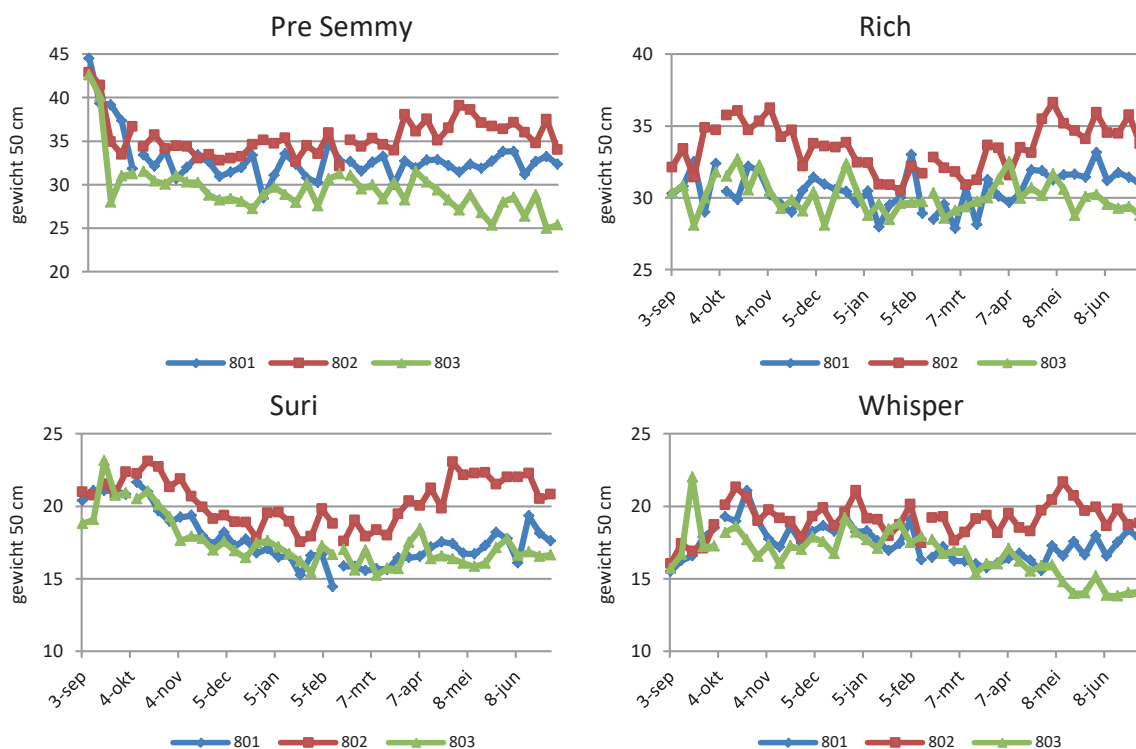 Pre Semmy
45
40
35
30
25
20
gewicht 50 cm
801 802 803
Rich
40
35
30
25
gewicht 50 cm
3-sep 4-okt 4-nov 5-dec 5-jan 5-feb 7-mrt 7-apr 8-mei 8-jun
801 802 803
Suri
25
20
15
10
gewicht 50 cm
3-sep 4-okt 4-nov 5-dec 5-jan 5-feb 7-mrt 7-apr 8-mei 8-jun
801 802 803
Whisper
25
20
15
10
gewicht 50 cm
3-sep 4-okt 4-nov 5-dec 5-jan 5-feb 7-mrt 7-apr 8-mei 8-jun
801 802 803